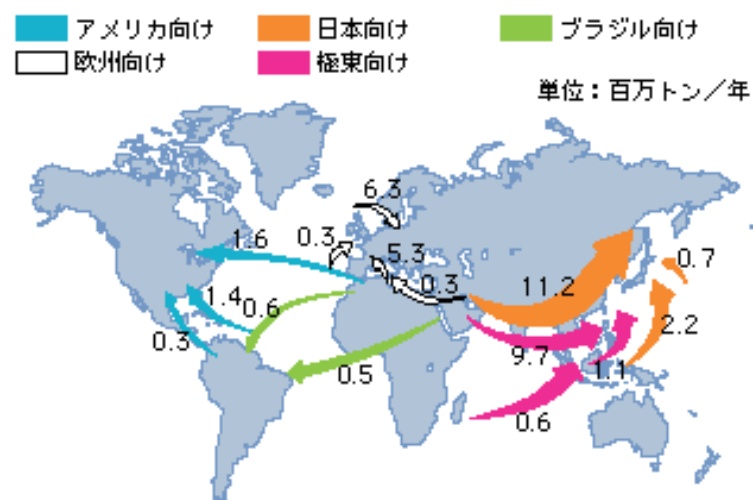 アメリカ向け 日本向け ブラジル向け
欧州向け 極東向け
単位：百万トン／年
6.3
1.6 0.3
5.3
0.3 11.2 0.7
1.4 0.6
2.2
0.3
9.7
0.5 1.1
0.6